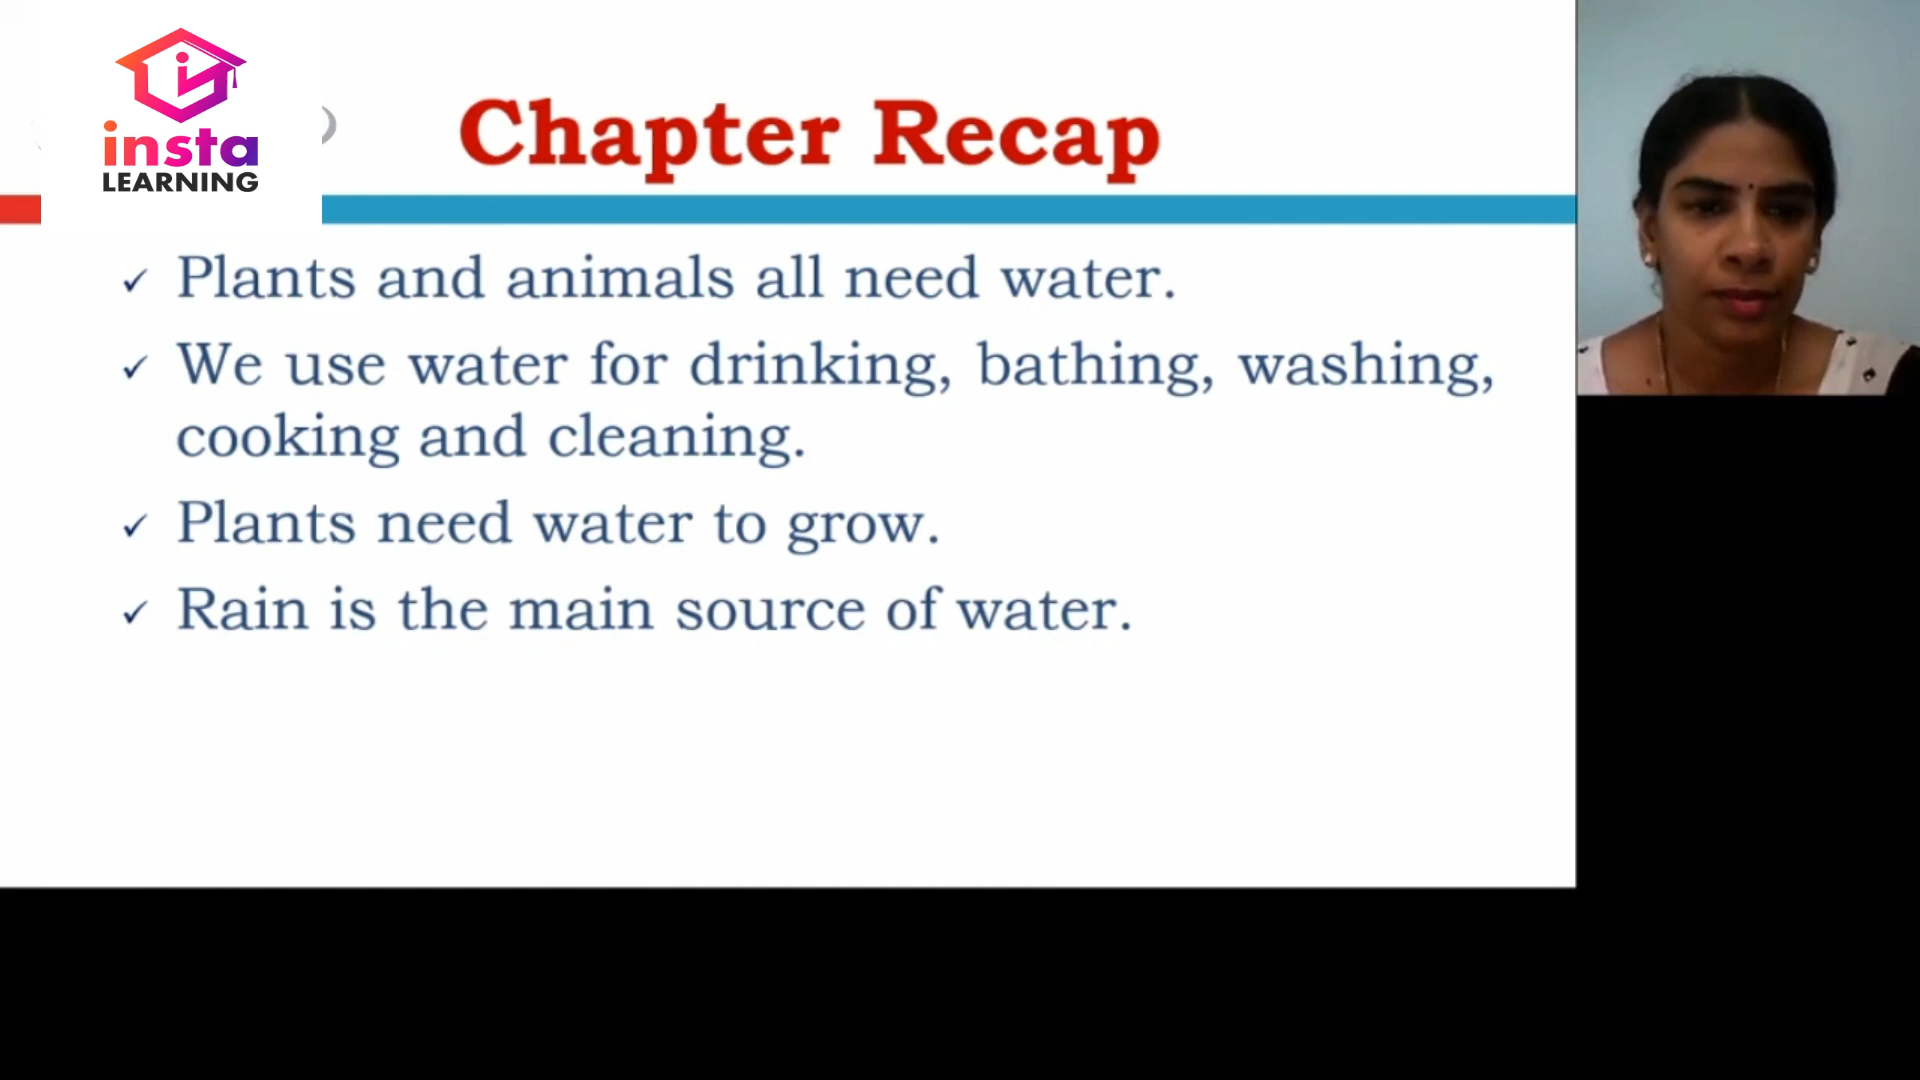 insta
LEARNING
Chapter Recap
✓ Plants and animals all need water.
✓ We use water for drinking, bathing, washing,
cooking and cleaning.
✓ Plants need water to grow.
✓ Rain is the main source of water.